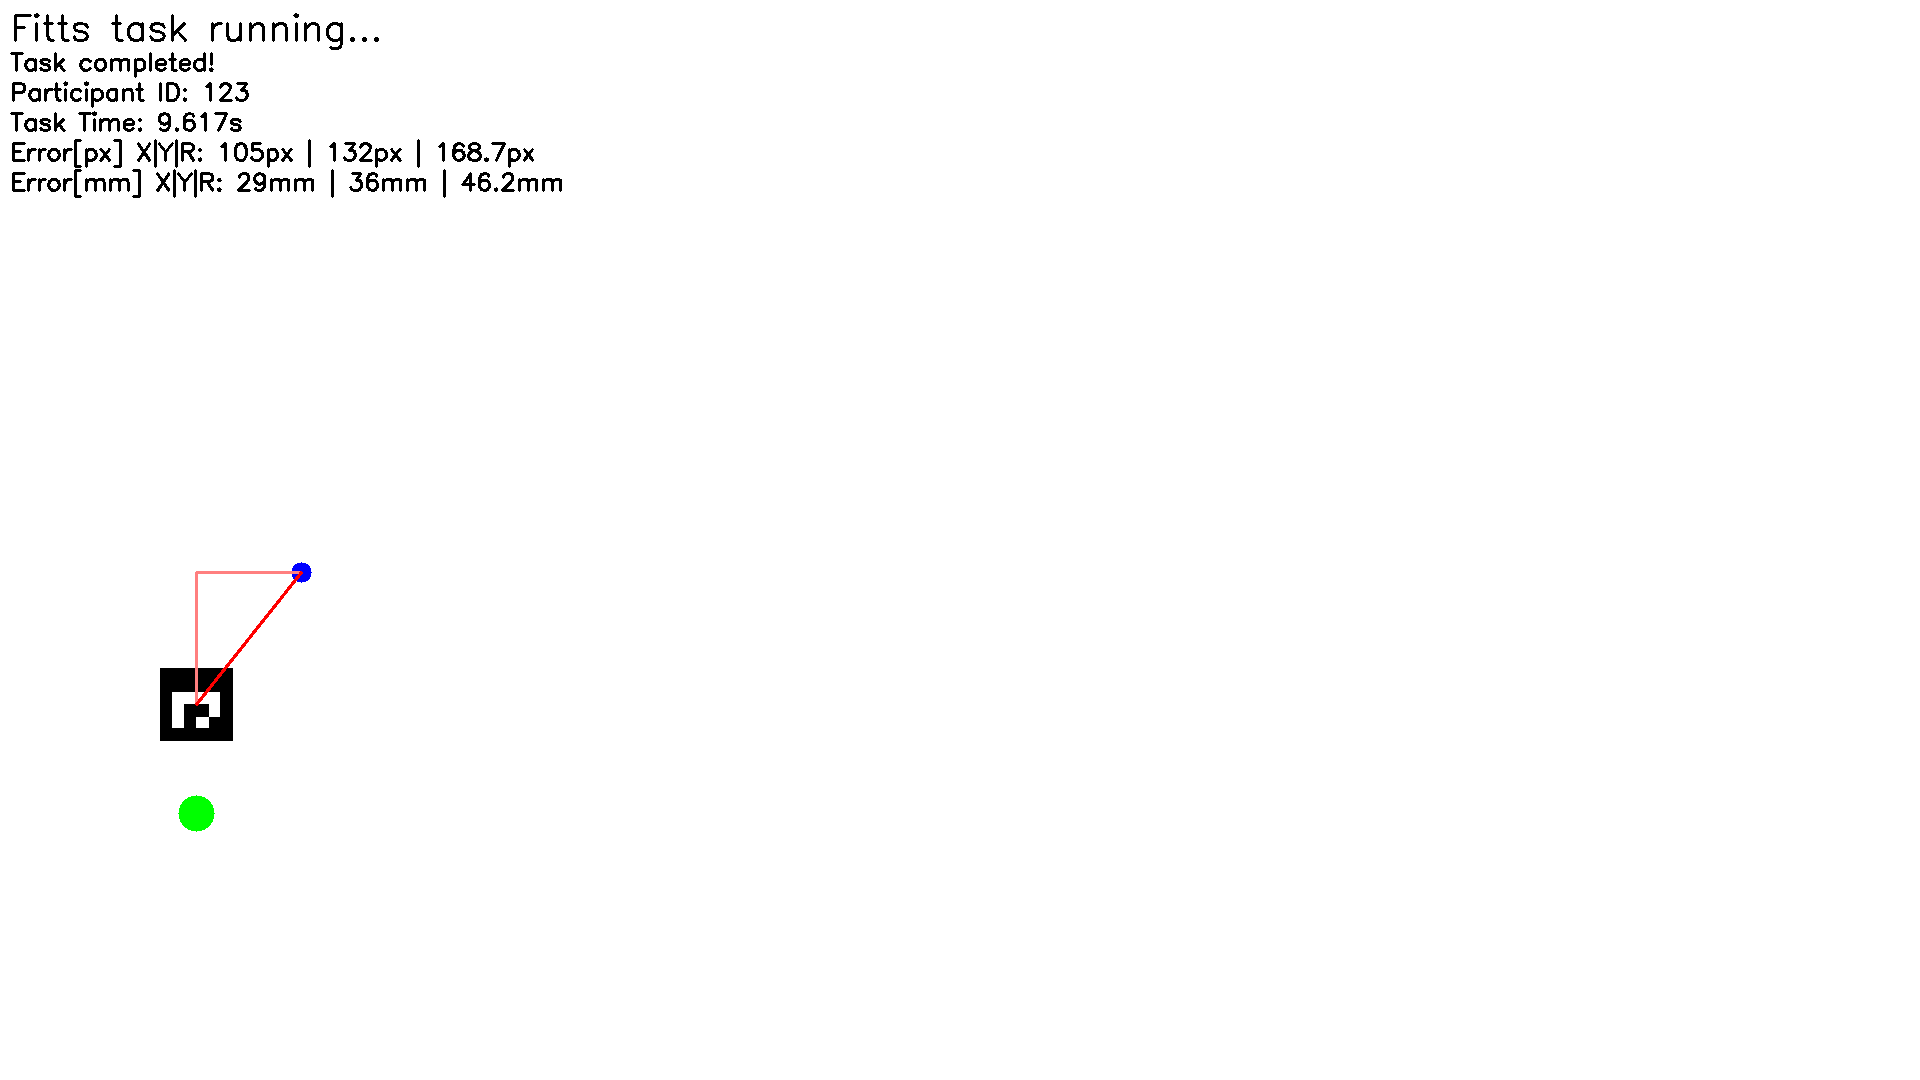 Fitts task running...
Task completed!
Participant ID: 123
Task Time: 9.617s
Error[px] X|Y|R: 105px | 132px | 168.7px
Error[mm] X|Y|R: 29mm | 36mm | 46.2mm